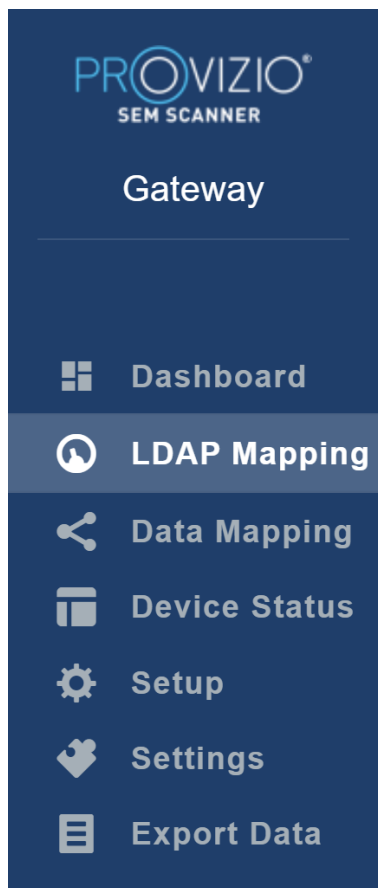 PROVIZIO®
SEM SCANNER
Gateway
Dashboard
LDAP Mapping
Data Mapping
Device Status
Setup
Settings
Export Data